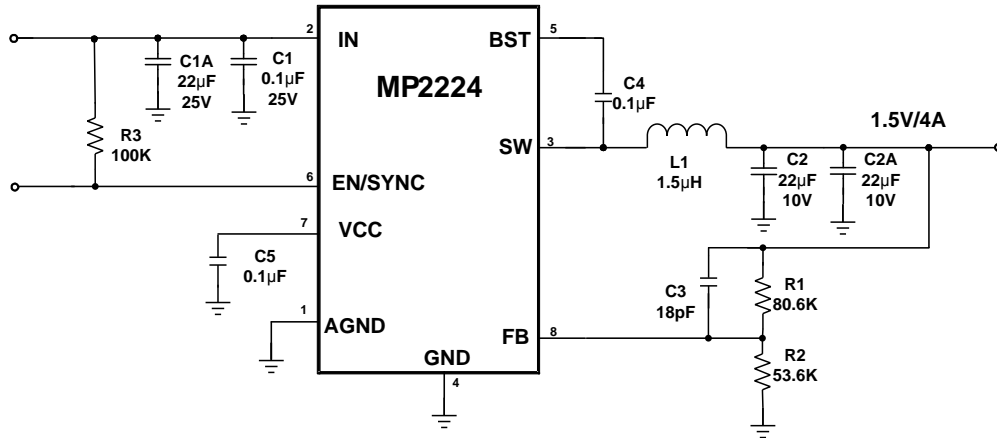 2
IN
C1A
22µF
25V
C1
0.1µF
25V
MP2224
BST
5
C4
0.1µF
R3
100K
SW
3
L1
1.5µH
1.5V/4A
C2
22µF
10V
C2A
22µF
10V
6
EN/SYNC
7
VCC
C5
0.1µF
1
AGND
GND
4
FB
8
C3
18pF
R1
80.6K
R2
53.6K